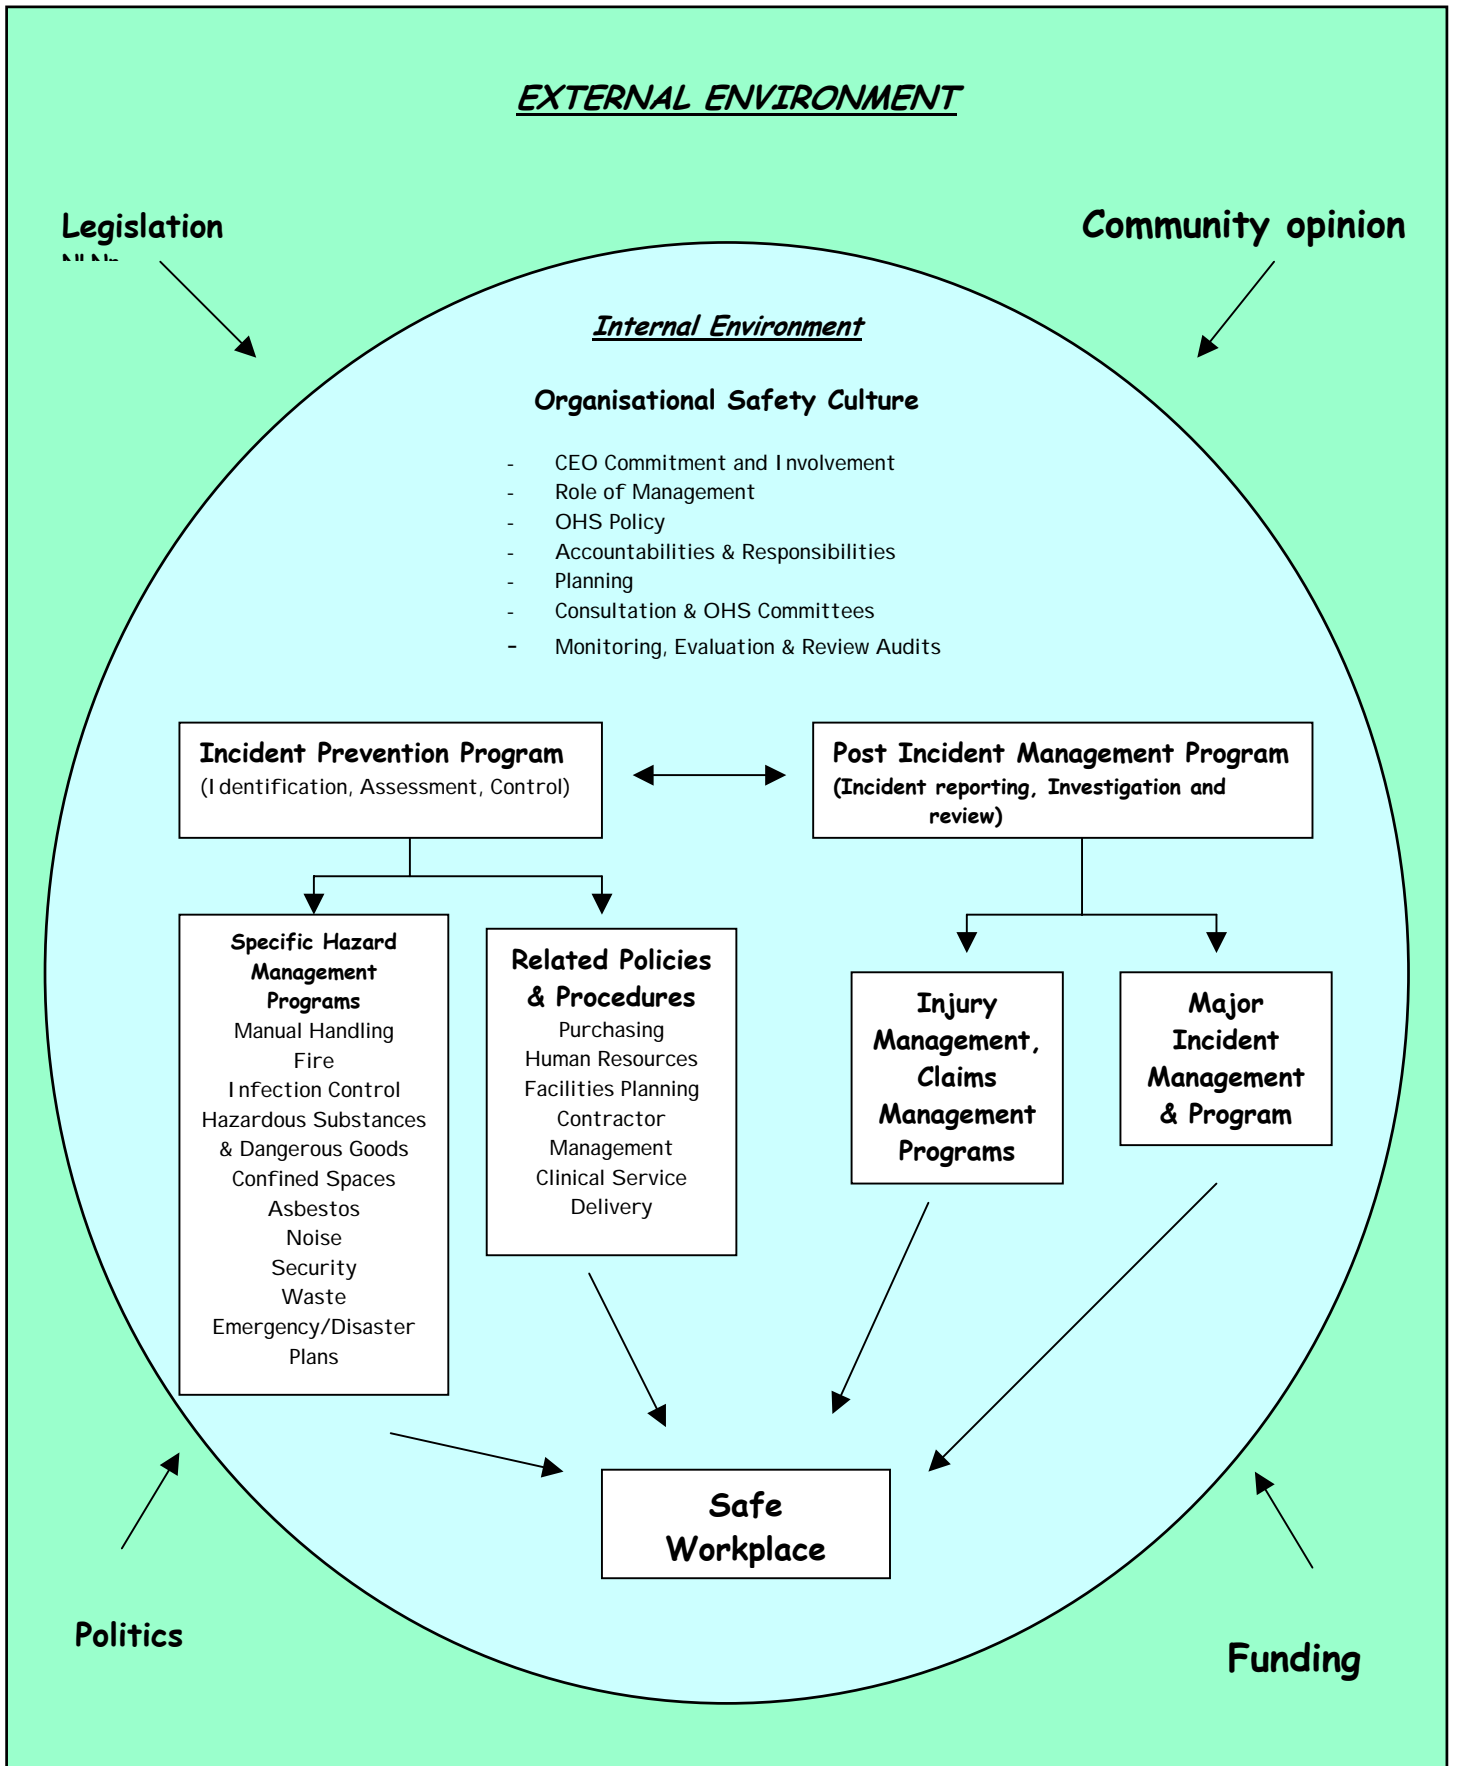 EXTERNAL ENVIRONMENT
Legislation
Community opinion
Internal Environment
Organisational Safety Culture
- CEO Commitment and Involvement
- Role of Management
- OHS Policy
- Accountabilities & Responsibilities
- Planning
- Consultation & OHS Committees
- Monitoring, Evaluation & Review Audits
Incident Prevention Program
(Identification, Assessment, Control)
Post Incident Management Program
(Incident reporting, Investigation and
review)
Specific Hazard
Management
Programs
Manual Handling
Fire
Infection Control
Hazardous Substances
& Dangerous Goods
Confined Spaces
Asbestos
Noise
Security
Waste
Emergency/Disaster
Plans
Related Policies
& Procedures
Purchasing
Human Resources
Facilities Planning
Contractor
Management
Clinical Service
Delivery
Injury
Management,
Claims
Management
Programs
Major
Incident
Management
& Program
Safe
Workplace
Politics
Funding